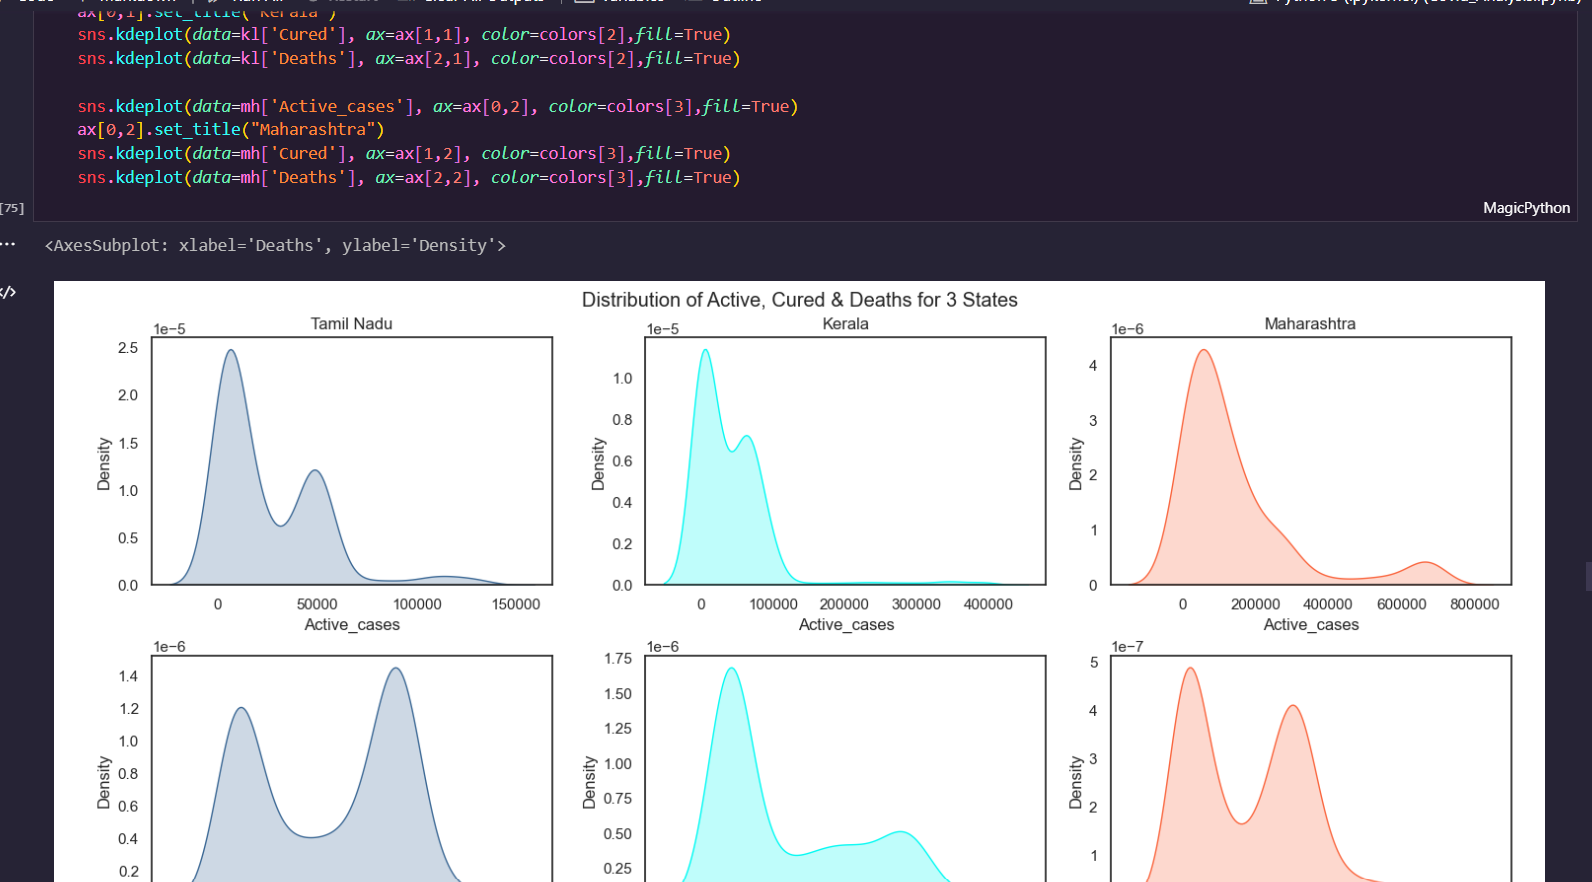 ax[0,1].set_title("Kerala")
sns.kdeplot(data=kl['Cured'], ax=ax[1,1], color=colors[2],fill=True)
sns.kdeplot(data=kl['Deaths'], ax=ax[2,1], color=colors[2],fill=True)
sns.kdeplot(data=mh['Active_cases'], ax=ax[0,2], color=colors[3],fill=True)
ax[0,2].set_title("Maharashtra")
sns.kdeplot(data=mh['Cured'], ax=ax[1,2], color=colors[3],fill=True)
sns.kdeplot(data=mh['Deaths'], ax=ax[2,2], color=colors[3],fill=True)
[75]
MagicPython
<AxesSubplot: xlabel='Deaths', ylabel='Density'>
Distribution of Active, Cured & Deaths for 3 States
Tamil Nadu
1e−5
2.5
2.0
1.5
1.0
0.5
0.0
Density
0 50000 100000 150000
Active_cases
Kerala
1e−5
1.0
0.8
0.6
0.4
0.2
0.0
Density
0 100000 200000 300000 400000
Active_cases
Maharashtra
1e−6
4
3
2
1
0
Density
0 200000 400000 600000 800000
Active_cases
1e−6
1.4
1.2
1.0
0.8
0.6
0.4
0.2
Density
1e−6
1.75
1.50
1.25
1.00
0.75
0.50
0.25
Density
1e−7
5
4
3
2
1
Density